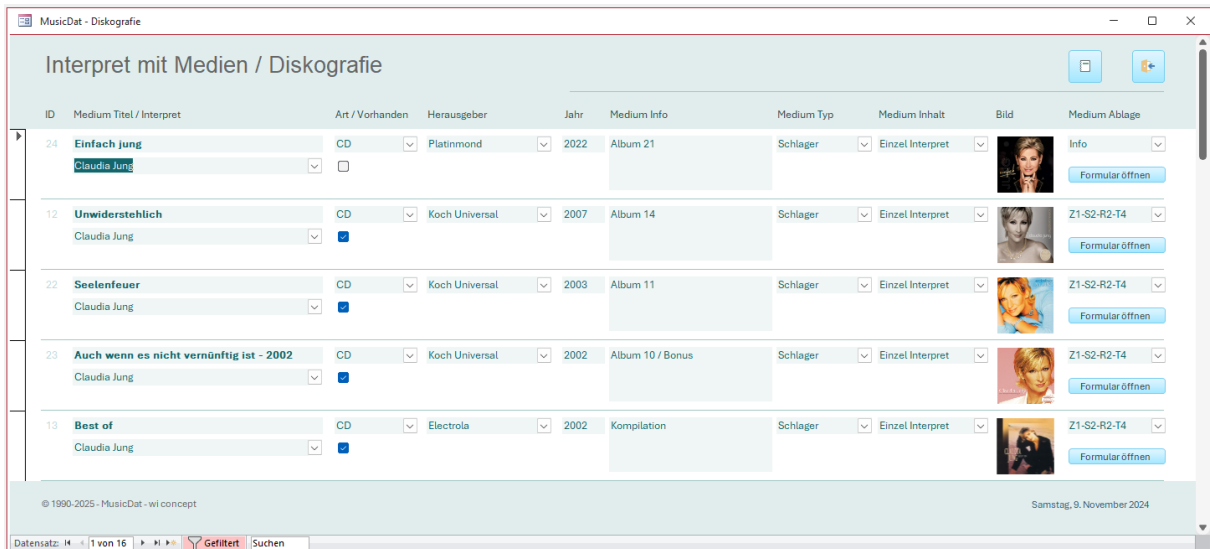 MusicDat - Diskografie
Interpret mit Medien / Diskografie
ID Medium Titel / Interpret Art / Vorhanden Herausgeber Jahr Medium Info Medium Typ Medium Inhalt Bild Medium Ablage
24 Einfach jung CD Platinmond 2022 Album 21 Schlager Einzel Interpret Info
Claudia Jung
Formular öffnen
12 Unwiderstehlich CD Koch Universal 2007 Album 14 Schlager Einzel Interpret Z1-S2-R2-T4
Claudia Jung
Formular öffnen
22 Seelenfeuer CD Koch Universal 2003 Album 11 Schlager Einzel Interpret Z1-S2-R2-T4
Claudia Jung
Formular öffnen
23 Auch wenn es nicht vernünftig ist - 2002 CD Koch Universal 2002 Album 10 / Bonus Schlager Einzel Interpret Z1-S2-R2-T4
Claudia Jung
Formular öffnen
13 Best of CD Electrola 2002 Kompilation Schlager Einzel Interpret Z1-S2-R2-T4
Claudia Jung
Formular öffnen
© 1990-2025 - MusicDat - wi concept Samstag, 9. November 2024
Datensatz: 1 von 16 Gefiltert Suchen